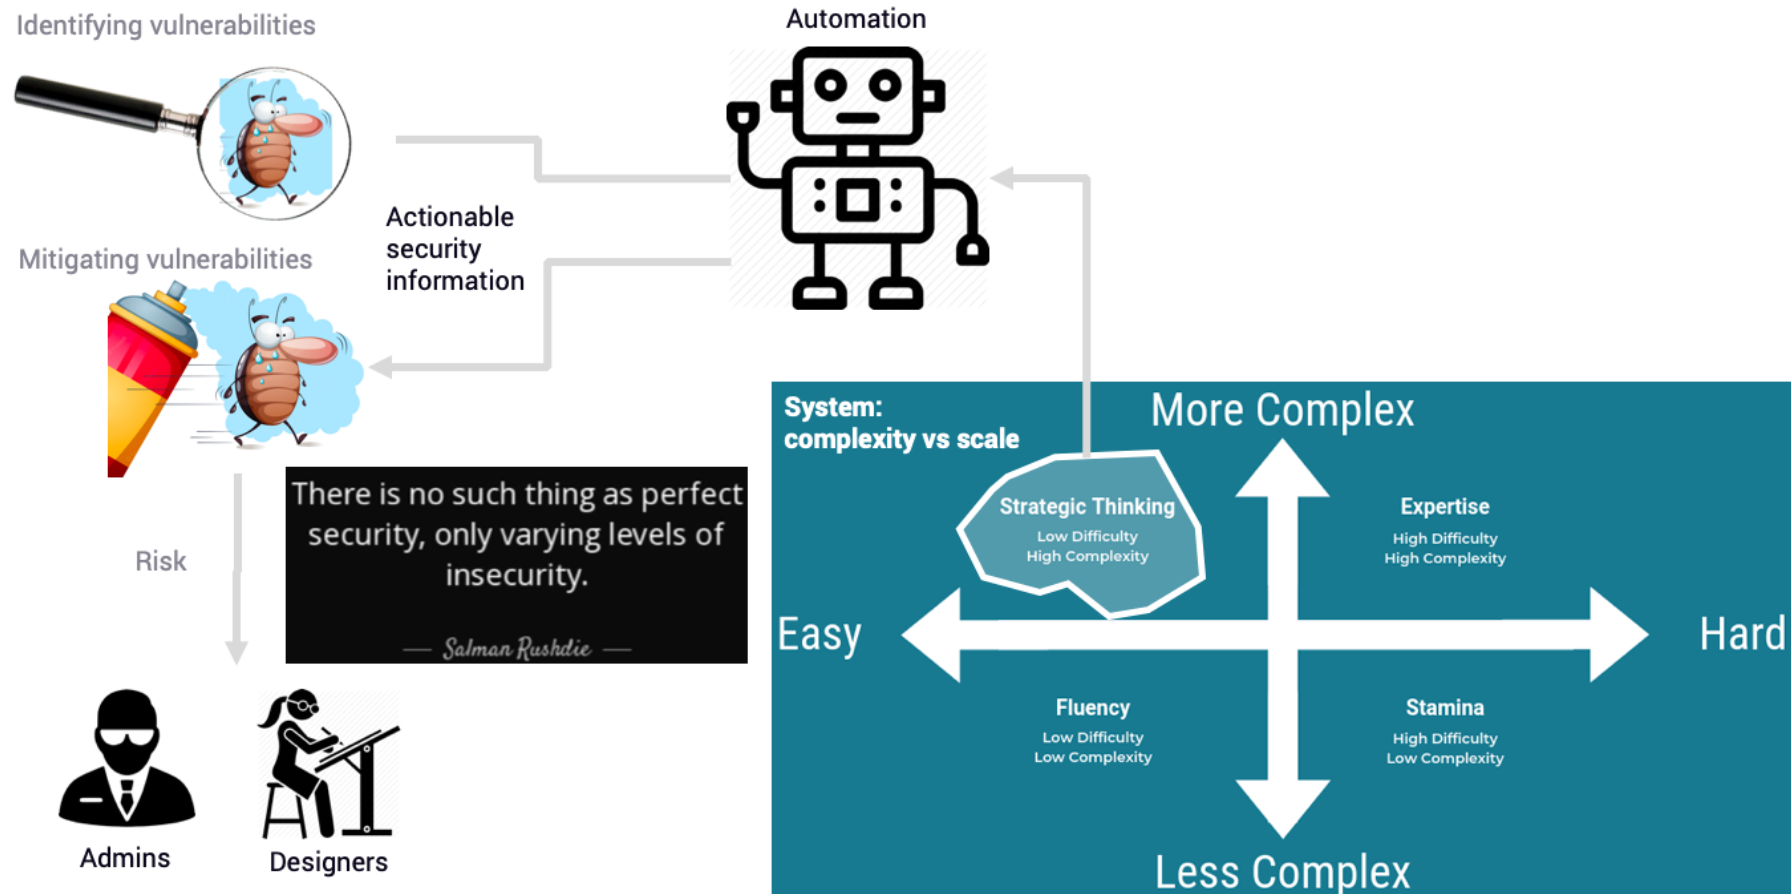 Identifying vulnerabilities
Automation
Actionable
security
information
Mitigating vulnerabilities
There is no such thing as perfect
security, only varying levels of
insecurity.
— Salman Rushdie —
Risk
Admins
Designers
System:
complexity vs scale
More Complex
Strategic Thinking
Low Difficulty
High Complexity
Expertise
High Difficulty
High Complexity
Easy
Hard
Fluency
Low Difficulty
Low Complexity
Stamina
High Difficulty
Low Complexity
Less Complex